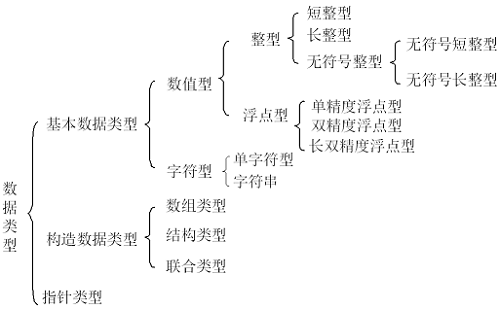 数据类型
基本数据类型
数值型
整型
短整型
长整型
无符号整型
无符号短整型
无符号长整型
浮点型
单精度浮点型
双精度浮点型
长双精度浮点型
字符型
单字符型
字符串
构造数据类型
数组类型
结构类型
联合类型
指针类型